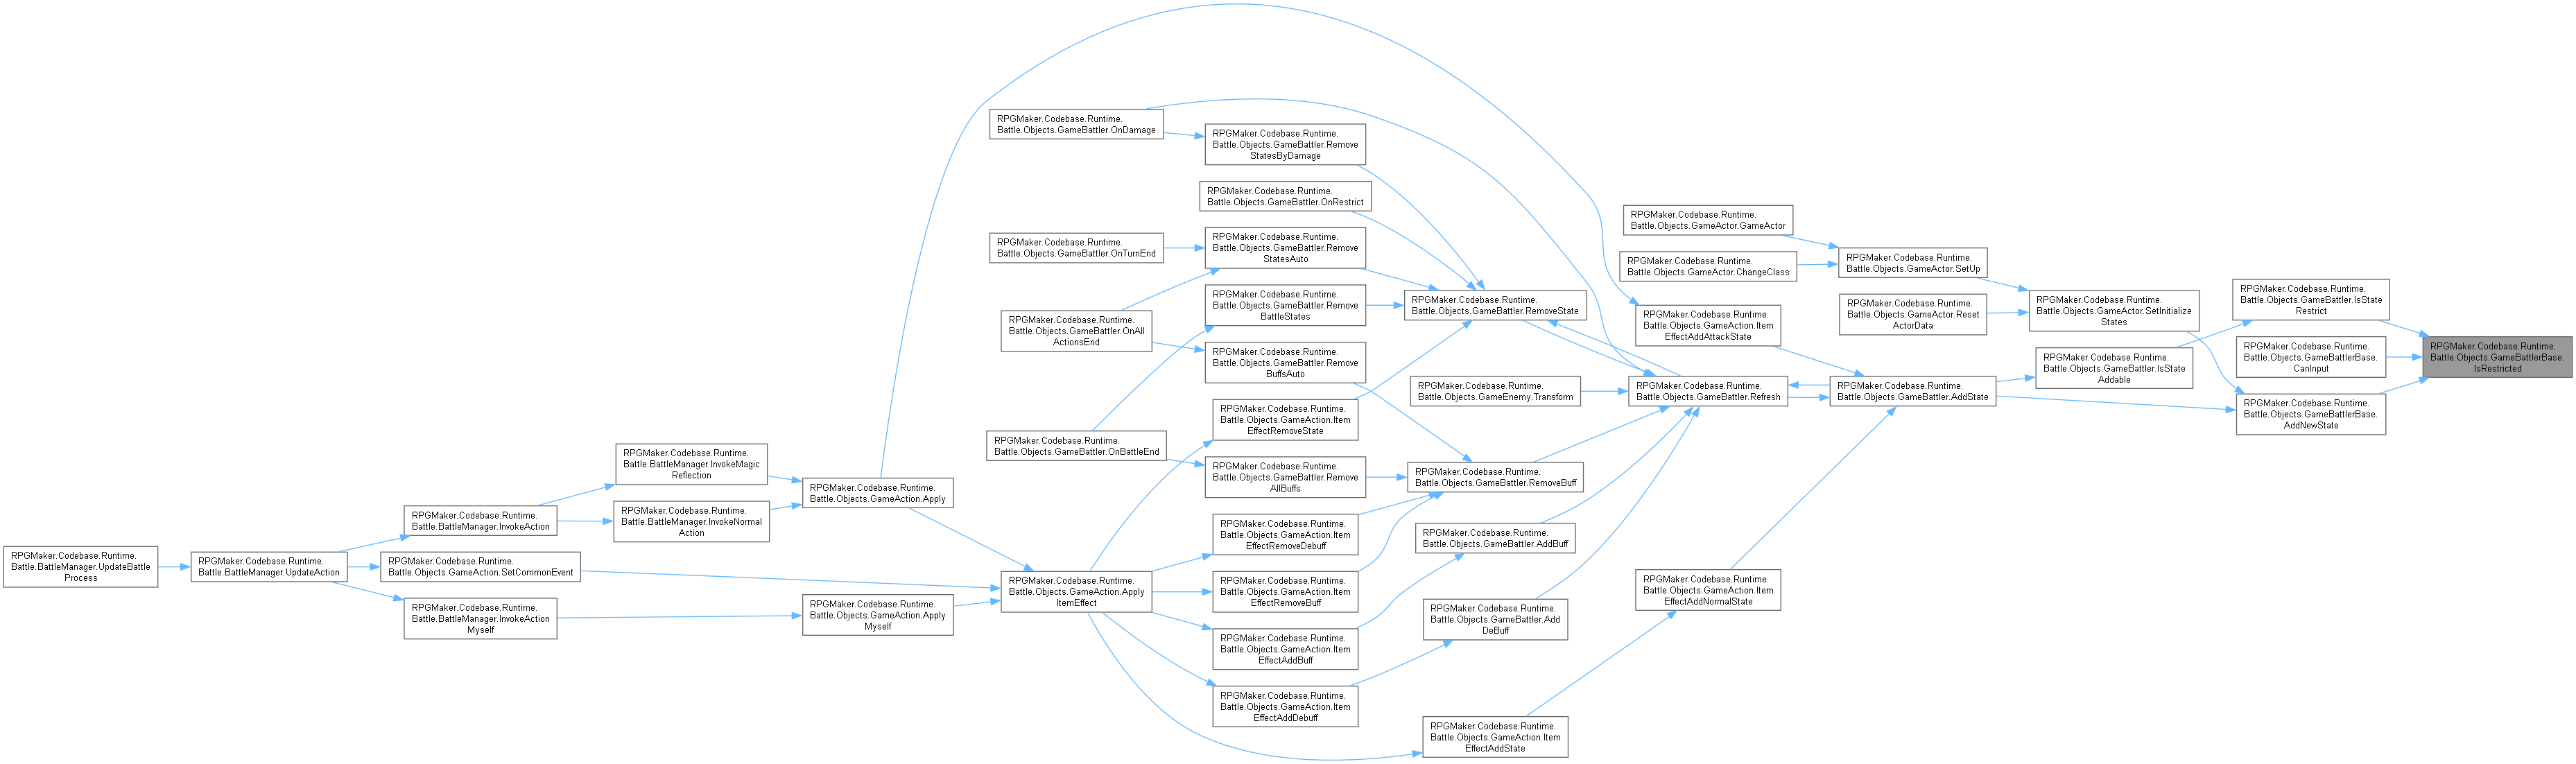 RPGMaker.Codebase.Runtime.
Battle.BattleManager.UpdateBattle
Process
RPGMaker.Codebase.Runtime.
Battle.BattleManager.UpdateAction
RPGMaker.Codebase.Runtime.
Battle.BattleManager.InvokeAction
RPGMaker.Codebase.Runtime.
Battle.Objects.GameAction.SetCommonEvent
RPGMaker.Codebase.Runtime.
Battle.BattleManager.InvokeAction
Myself
RPGMaker.Codebase.Runtime.
Battle.BattleManager.InvokeMagic
Reflection
RPGMaker.Codebase.Runtime.
Battle.BattleManager.InvokeNormal
Action
RPGMaker.Codebase.Runtime.
Battle.Objects.GameAction.Apply
RPGMaker.Codebase.Runtime.
Battle.Objects.GameAction.Apply
Myself
RPGMaker.Codebase.Runtime.
Battle.Objects.GameBattler.OnDamage
RPGMaker.Codebase.Runtime.
Battle.Objects.GameBattler.OnTurnEnd
RPGMaker.Codebase.Runtime.
Battle.Objects.GameBattler.OnAll
ActionsEnd
RPGMaker.Codebase.Runtime.
Battle.Objects.GameBattler.OnBattleEnd
RPGMaker.Codebase.Runtime.
Battle.Objects.GameAction.Apply
ItemEffect
RPGMaker.Codebase.Runtime.
Battle.Objects.GameBattler.Remove
StatesByDamage
RPGMaker.Codebase.Runtime.
Battle.Objects.GameBattler.OnRestrict
RPGMaker.Codebase.Runtime.
Battle.Objects.GameBattler.Remove
StatesAuto
RPGMaker.Codebase.Runtime.
Battle.Objects.GameBattler.Remove
BattleStates
RPGMaker.Codebase.Runtime.
Battle.Objects.GameBattler.Remove
BuffsAuto
RPGMaker.Codebase.Runtime.
Battle.Objects.GameAction.Item
EffectRemoveState
RPGMaker.Codebase.Runtime.
Battle.Objects.GameBattler.Remove
AllBuffs
RPGMaker.Codebase.Runtime.
Battle.Objects.GameAction.Item
EffectRemoveDebuff
RPGMaker.Codebase.Runtime.
Battle.Objects.GameAction.Item
EffectRemoveBuff
RPGMaker.Codebase.Runtime.
Battle.Objects.GameAction.Item
EffectAddBuff
RPGMaker.Codebase.Runtime.
Battle.Objects.GameAction.Item
EffectAddDebuff
RPGMaker.Codebase.Runtime.
Battle.Objects.GameBattler.RemoveState
RPGMaker.Codebase.Runtime.
Battle.Objects.GameEnemy.Transform
RPGMaker.Codebase.Runtime.
Battle.Objects.GameBattler.RemoveBuff
RPGMaker.Codebase.Runtime.
Battle.Objects.GameBattler.AddBuff
RPGMaker.Codebase.Runtime.
Battle.Objects.GameBattler.Add
DeBuff
RPGMaker.Codebase.Runtime.
Battle.Objects.GameAction.Item
EffectAddState
RPGMaker.Codebase.Runtime.
Battle.Objects.GameActor.GameActor
RPGMaker.Codebase.Runtime.
Battle.Objects.GameActor.ChangeClass
RPGMaker.Codebase.Runtime.
Battle.Objects.GameAction.Item
EffectAddAttackState
RPGMaker.Codebase.Runtime.
Battle.Objects.GameBattler.Refresh
RPGMaker.Codebase.Runtime.
Battle.Objects.GameAction.Item
EffectAddNormalState
RPGMaker.Codebase.Runtime.
Battle.Objects.GameActor.SetUp
RPGMaker.Codebase.Runtime.
Battle.Objects.GameActor.Reset
ActorData
RPGMaker.Codebase.Runtime.
Battle.Objects.GameBattler.AddState
RPGMaker.Codebase.Runtime.
Battle.Objects.GameActor.SetInitialize
States
RPGMaker.Codebase.Runtime.
Battle.Objects.GameBattler.IsState
Addable
RPGMaker.Codebase.Runtime.
Battle.Objects.GameBattler.IsState
Restrict
RPGMaker.Codebase.Runtime.
Battle.Objects.GameBattlerBase.
CanInput
RPGMaker.Codebase.Runtime.
Battle.Objects.GameBattlerBase.
AddNewState
RPGMaker.Codebase.Runtime.
Battle.Objects.GameBattlerBase.
IsRestricted